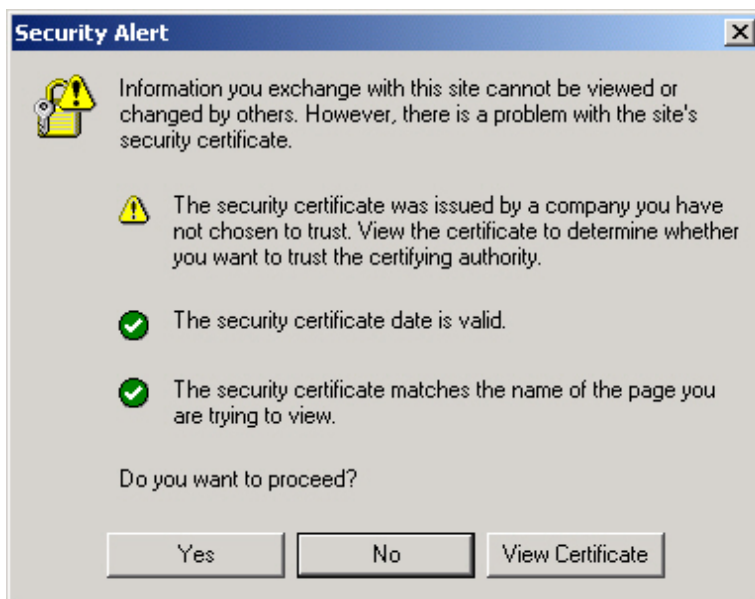 Security Alert
Information you exchange with this site cannot be viewed or
changed by others. However, there is a problem with the site's
security certificate.
The security certificate was issued by a company you have
not chosen to trust. View the certificate to determine whether
you want to trust the certifying authority.
The security certificate date is valid.
The security certificate matches the name of the page you
are trying to view.
Do you want to proceed?
Yes
No
View Certificate